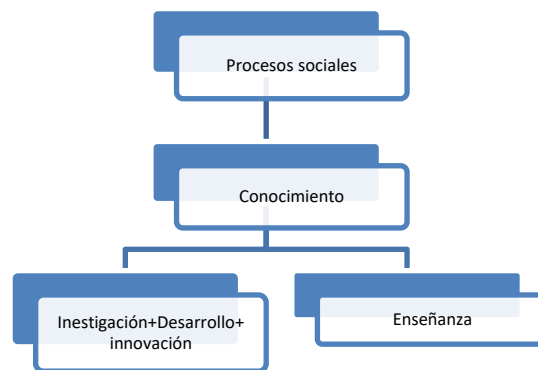 Procesos sociales
Conocimiento
Inestigación+Desarrollo+
innovación
Enseñanza